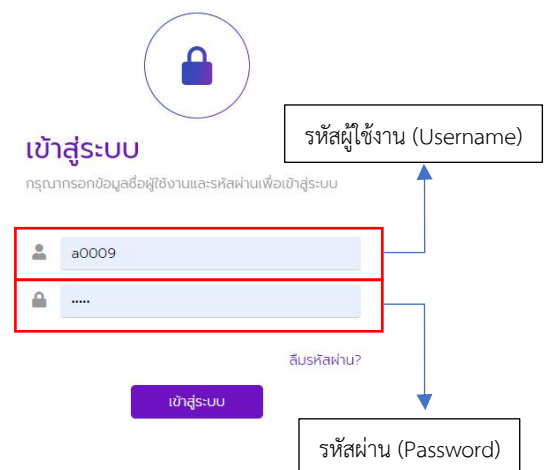 รหัสผู้ใช้งาน (Username)
เข้าสู่ระบบ
กรุณากรอกข้อมูลชื่อผู้ใช้งานและรหัสผ่านเพื่อเข้าสู่ระบบ
a0009
•••••
ลืมรหัสผ่าน?
เข้าสู่ระบบ
รหัสผ่าน (Password)